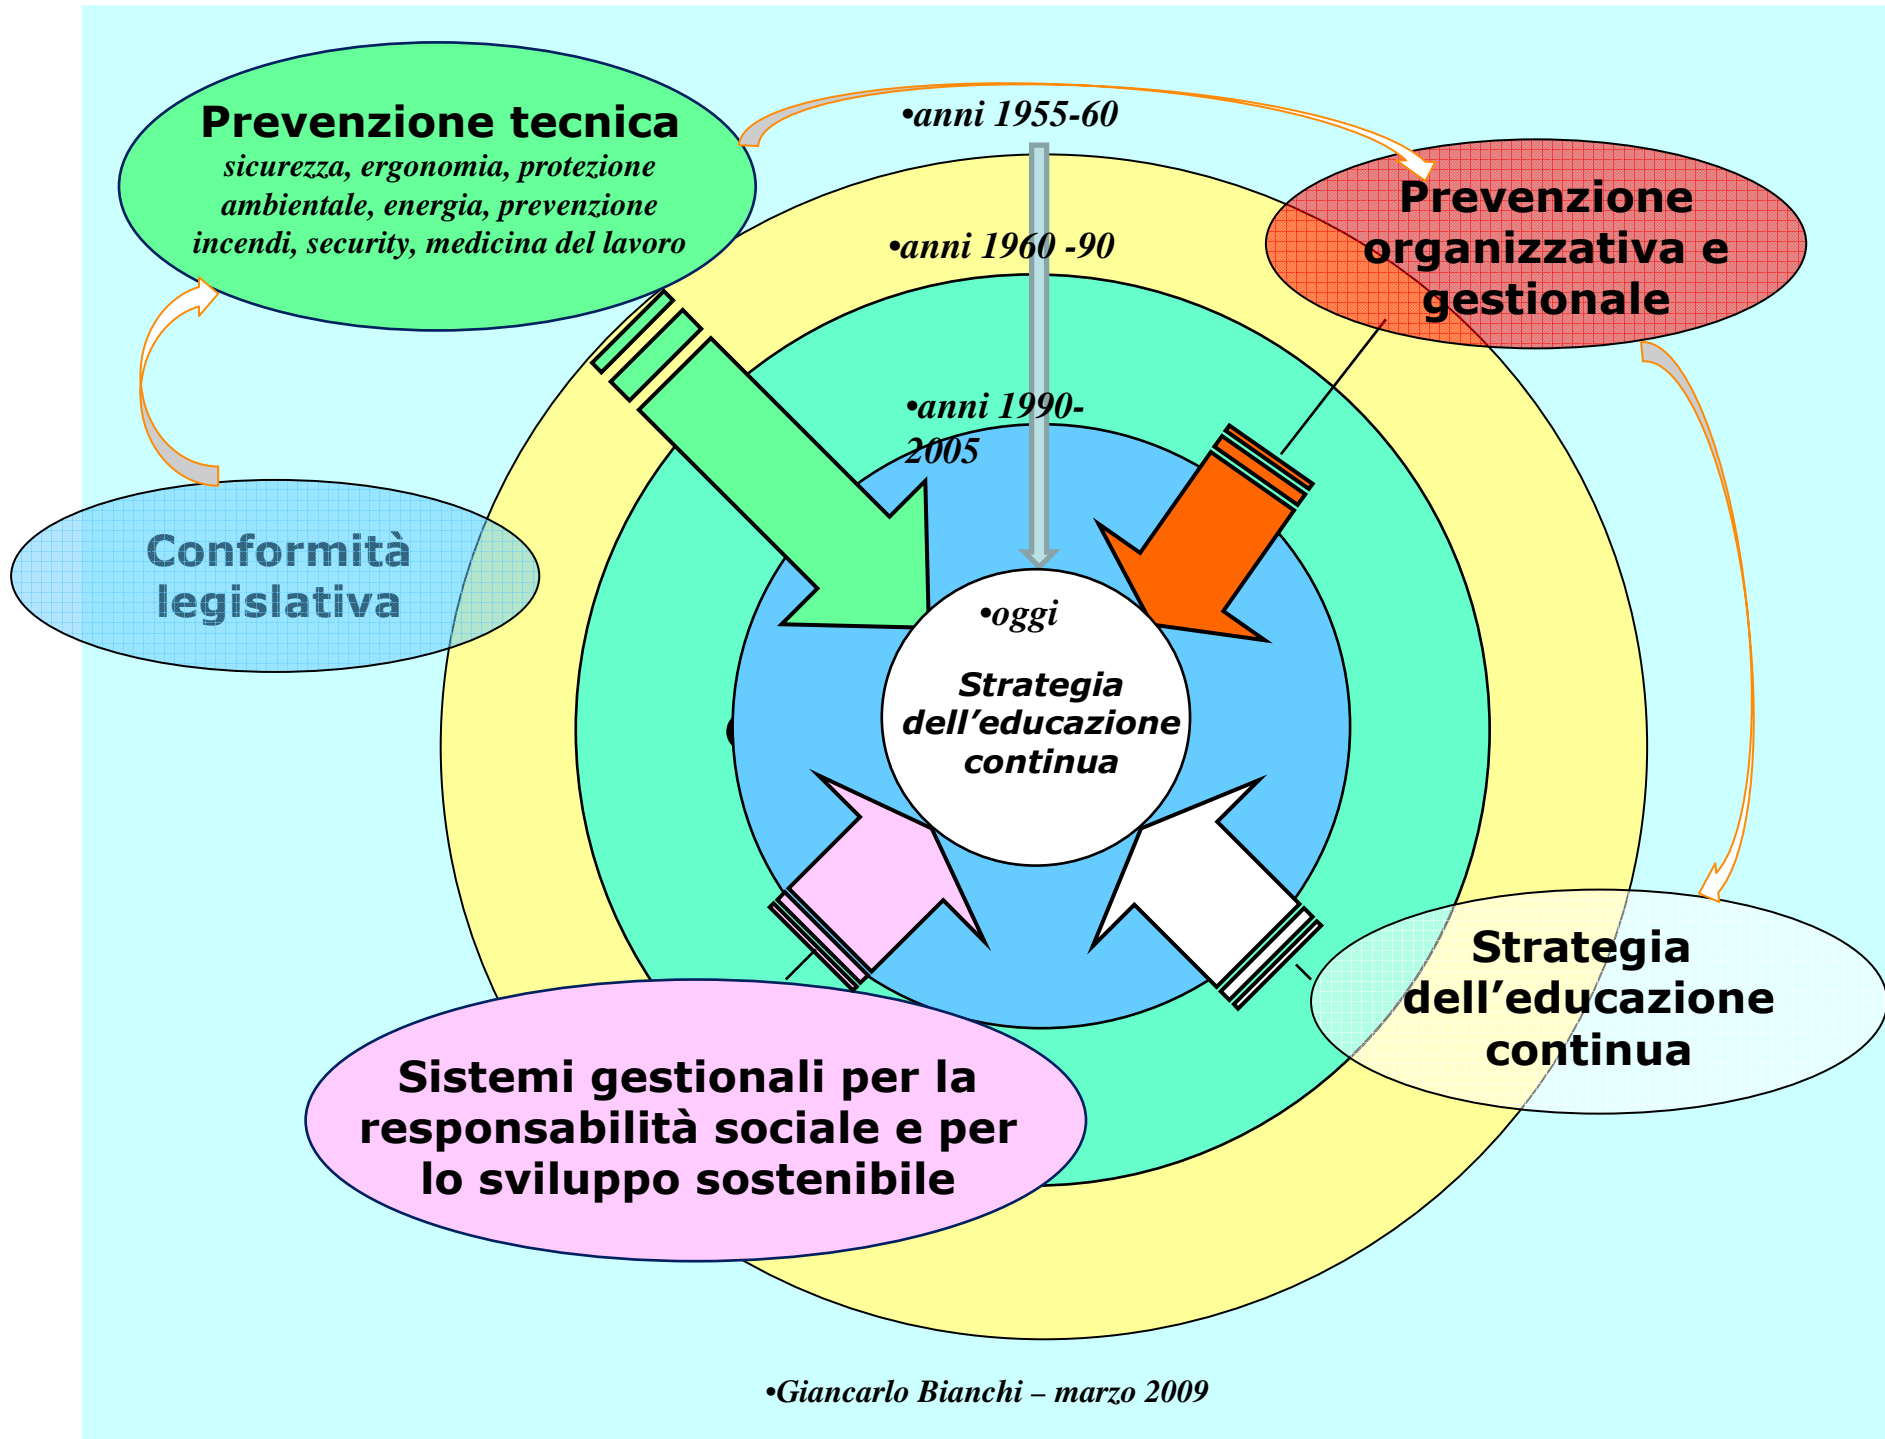 Prevenzione tecnica
sicurezza, ergonomia, protezione
ambientale, energia, prevenzione
incendi, security, medicina del lavoro
•anni 1955-60
Prevenzione
organizzativa e
gestionale
•anni 1960 -90
•anni 1990-
2005
Conformità
legislativa
•oggi
Strategia
dell’educazione
continua
Strategia
dell’educazione
continua
Sistemi gestionali per la
responsabilità sociale e per
lo sviluppo sostenibile
•Giancarlo Bianchi – marzo 2009